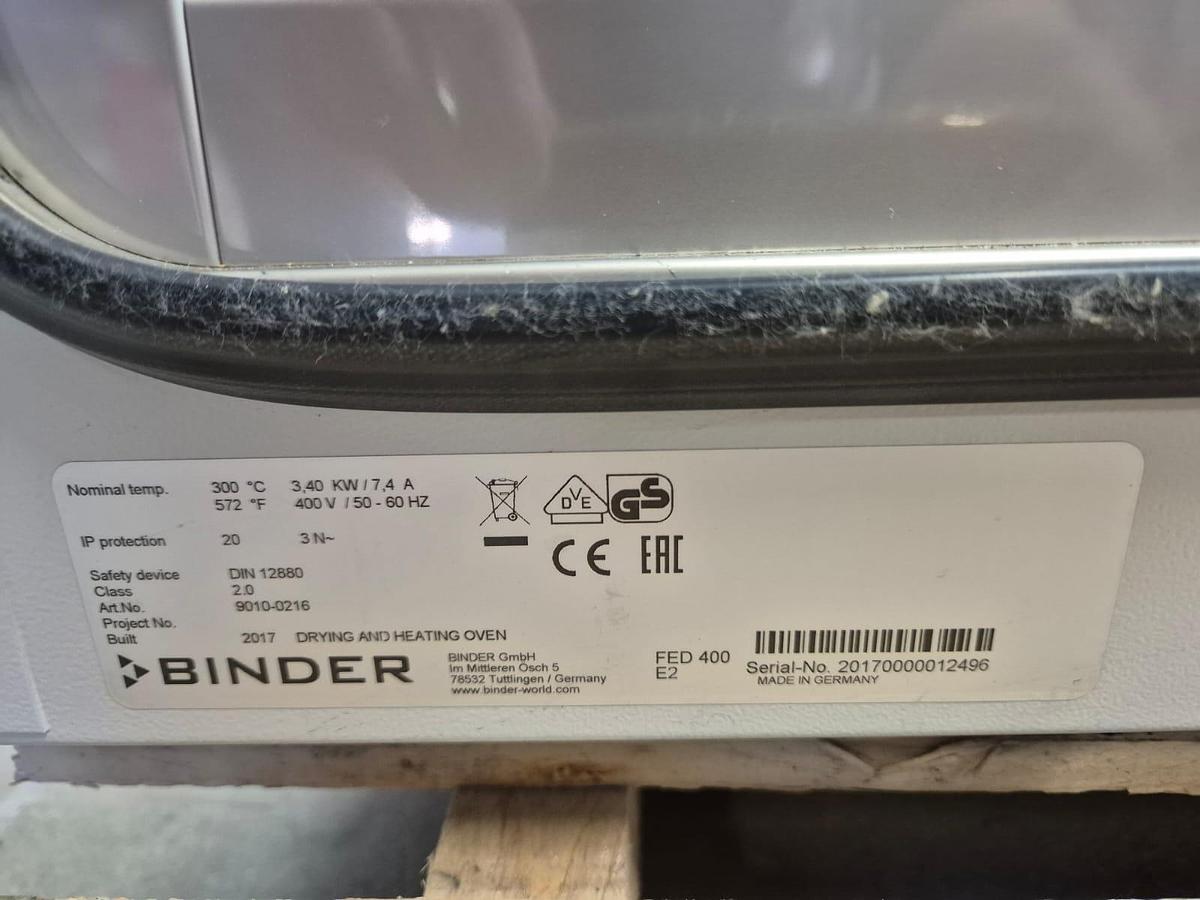 Nominal temp. 300 °C 3,40 KW / 7,4 A
572 °F 400 V / 50 - 60 HZ
IP protection 20 3 N~
Safety device DIN 12880
Class 2.0
Art.No. 9010-0216
Project No.
Built 2017 DRYING AND HEATING OVEN
BINDER
BINDER GmbH
Im Mittleren Ösch 5
78532 Tuttlingen / Germany
www.binder-world.com
FED 400
E2
Serial-No. 20170000012496
MADE IN GERMANY
DVE
GS
CE
EAC